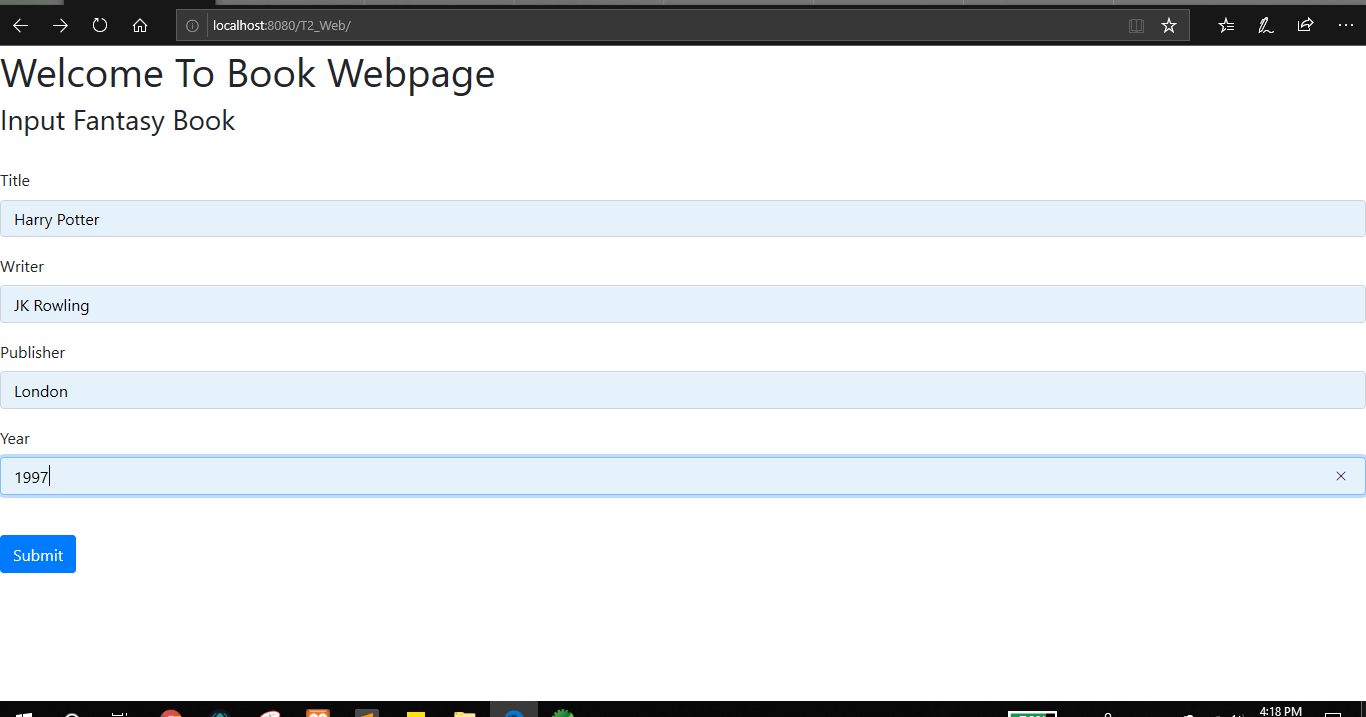 localhost:8080/T2_Web/
Welcome To Book Webpage
Input Fantasy Book
Title
Harry Potter
Writer
JK Rowling
Publisher
London
Year
1997
Submit
4:18 PM